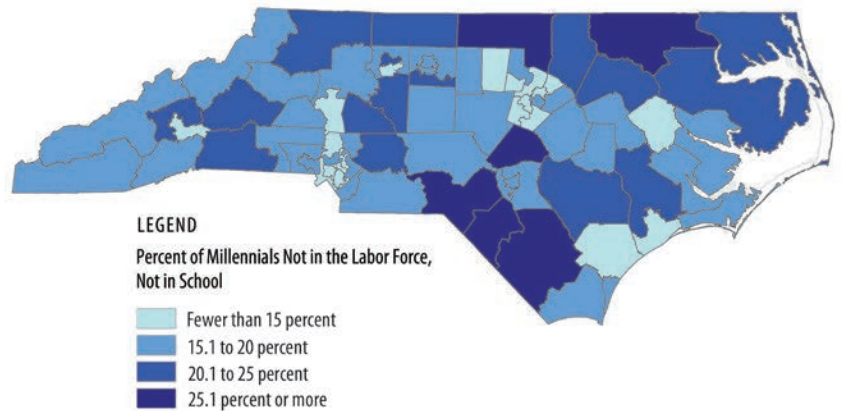 LEGEND
Percent of Millennials Not in the Labor Force,
Not in School
Fewer than 15 percent
15.1 to 20 percent
20.1 to 25 percent
25.1 percent or more